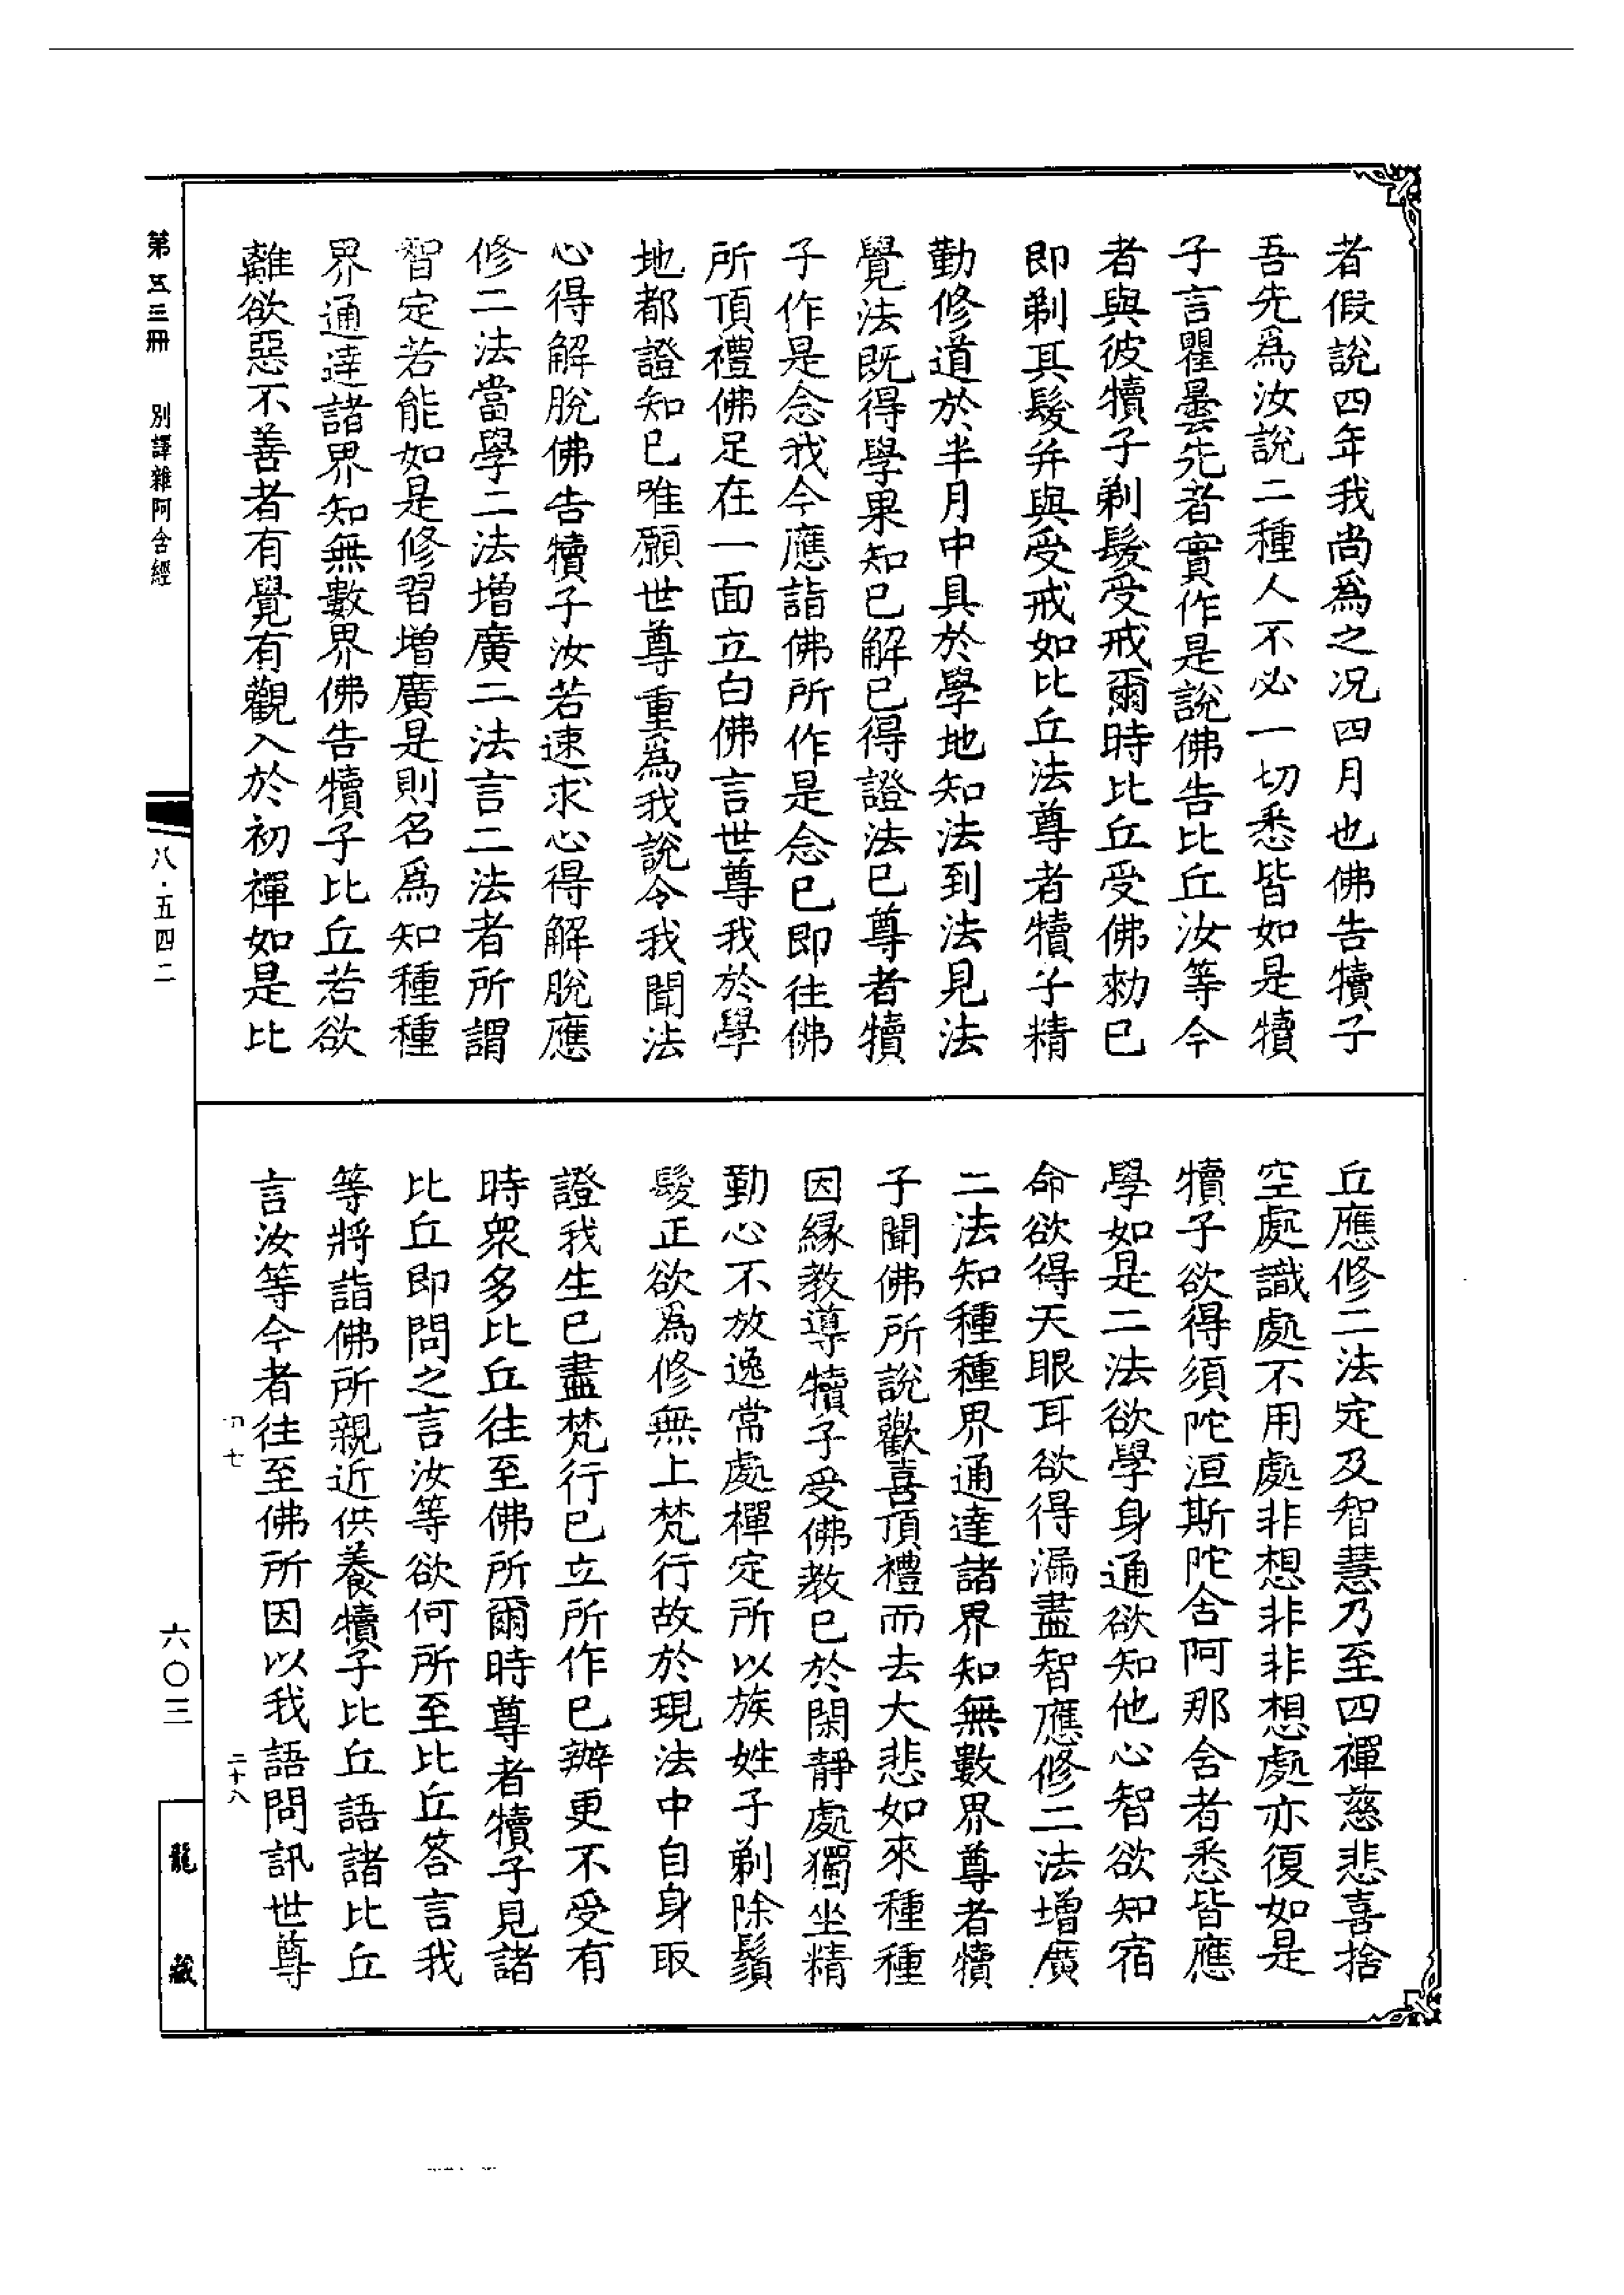 者假說四年我尚爲之況四月也佛告犢子
吾先爲汝說二種人不必一切悉皆如是犢
子言瞿曇先者實作是說佛告比丘汝等今
者與彼犢子剃髮受戒爾時比丘受佛勑已
即剃其髮并與受戒如比丘法尊者犢子精
勤修道於半月中具於學地知法到法見法
覺法既得學果知已解已得證法已尊者犢
子作是念我今應詣佛所作是念已即往佛
所頂禮佛足在一面立白佛言世尊我於學
地都證知已唯願世尊重爲我說令我聞法
心得解脫佛告犢子汝若速求心得解脫應
修二法當學二法增廣二法言二法者所謂
智定若能如是修習增廣是則名爲知種種
界通達諸界知無數界佛告犢子比丘若欲
離欲惡不善者有覺有觀入於初禪如是比
丘應修二法定及智慧乃至四禪慈悲喜捨
空處識處不用處非想非非想處亦復如是
犢子欲得須陀洹斯陀含阿那含者悉皆應
學如是二法欲學身通欲知他心智欲知宿
命欲得天眼耳欲得漏盡智應修二法增廣
二法知種種界通達諸界知無數界尊者犢
子聞佛所說歡喜頂禮而去大悲如來種種
因緣教導犢子受佛教已於閑靜處獨坐精
勤心不放逸常處禪定所以族姓子剃除鬚
髮正欲爲修無上梵行故於現法中自身取
證我生已盡梵行已立所作已辦更不受有
時衆多比丘往至佛所爾時尊者犢子見諸
比丘即問之言汝等欲何所至比丘答言我
等將詣佛所親近供養犢子比丘語諸比丘
言汝等今者往至佛所因以我語問訊世尊
七
二十八
第五三冊
別譯雜阿含經
八·五四二
六〇三
龍藏